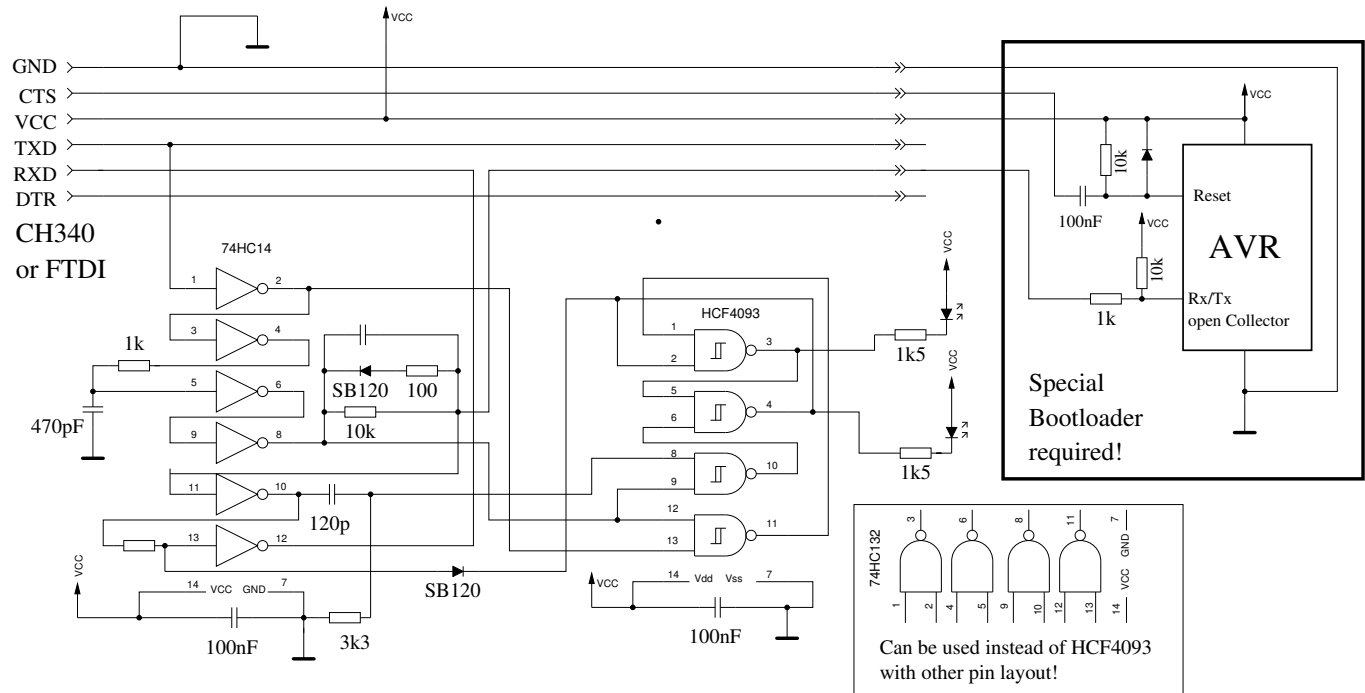 VCC
GND
CTS
VCC
TXD
RXD
DTR
CH340
or FTDI
74HC14
1
2
3
4
1k
5
6
470pF
9
8
SB120
100
10k
11
10
120p
13
12
VCC
14 VCC GND 7
100nF
3k3
SB120
HCF4093
1
2
3
5
6
4
8
9
10
12
13
11
VCC
1k5
VCC
1k5
VCC
14 Vdd Vss 7
100nF
VCC
10k
100nF
Reset
VCC
10k
AVR
1k
Rx/Tx
open Collector
Special
Bootloader
required!
74HC132
3
6
8
11
7
GND
VCC
1
2
4
5
9
10
12
13
14
Can be used instead of HCF4093
with other pin layout!